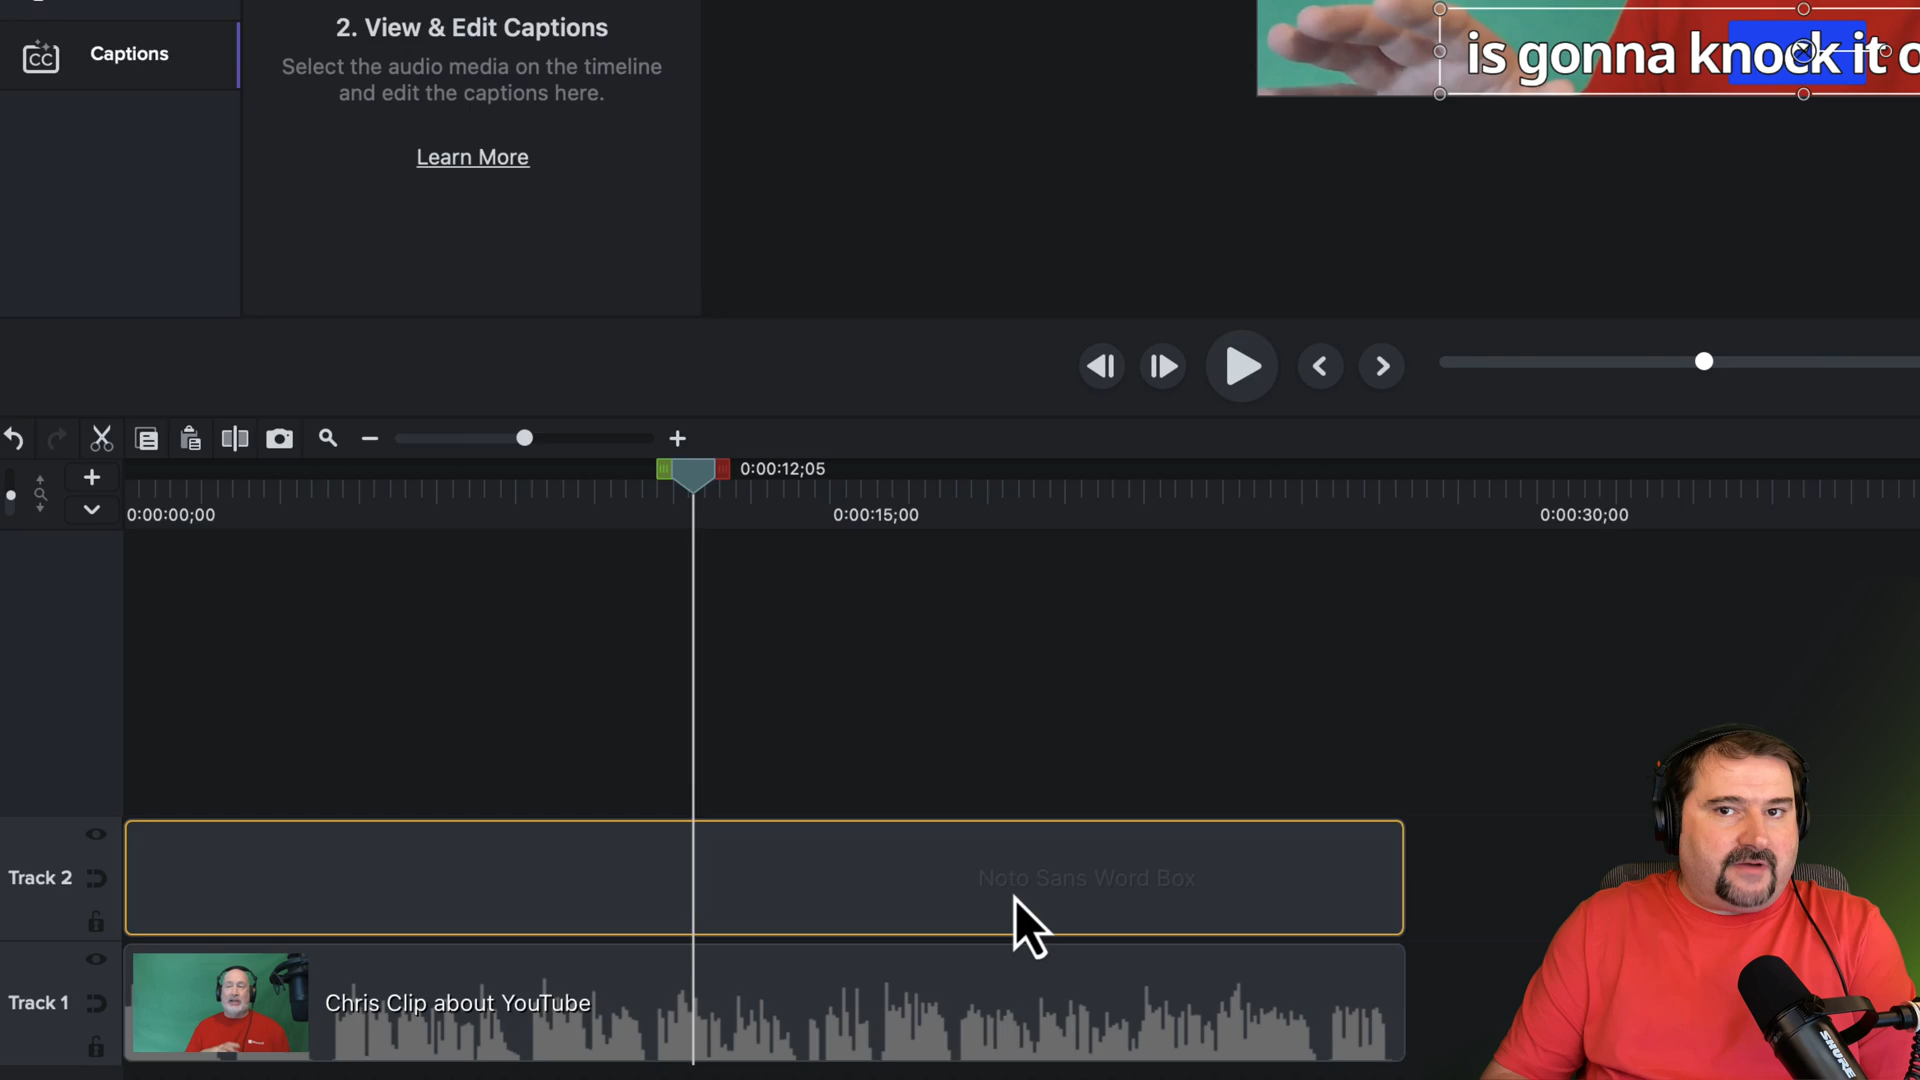 2. View & Edit Captions
Captions
Select the audio media on the timeline
and edit the captions here.
Learn More
is gonna knock it o
0:00:12;05
0:00:00;00
0:00:15;00
0:00:30;00
Track 2
Noto Sans Word Box
Track 1
Chris Clip about YouTube
SHURE